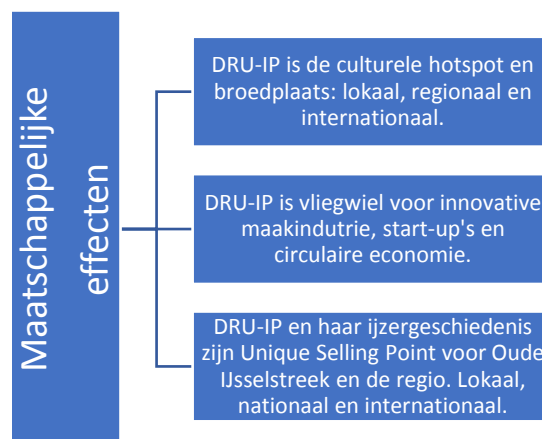 Maatschappelijke
effecten
DRU-IP is de culturele hotspot en
broedplaats: lokaal, regionaal en
internationaal.
DRU-IP is vliegwiel voor innovative
maakindutrie, start-up's en
circulaire economie.
DRU-IP en haar ijzergeschiedenis
zijn Unique Selling Point voor Oude
IJsselstreek en de regio. Lokaal,
nationaal en internationaal.